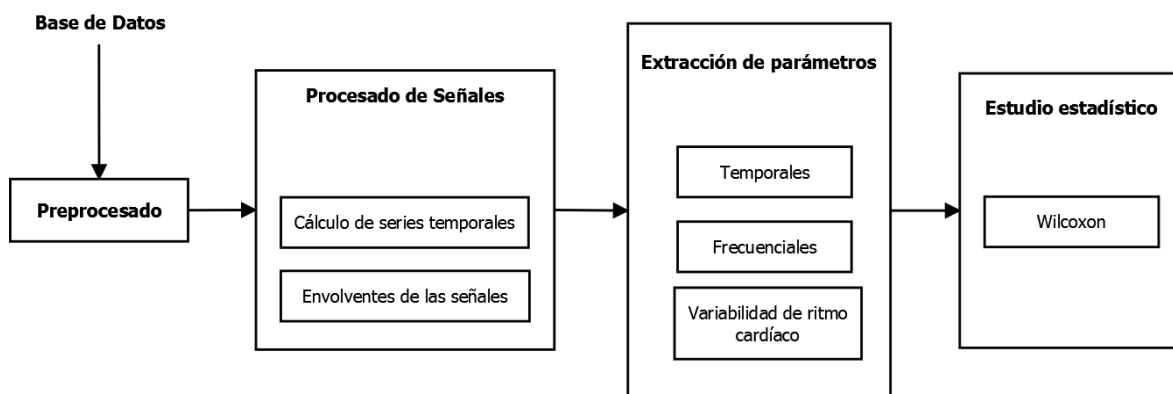 Base de Datos
Preprocesado
Procesado de Señales
Cálculo de series temporales
Envolventes de las señales
Extracción de parámetros
Temporales
Frecuenciales
Variabilidad de ritmo
cardíaco
Estudio estadístico
Wilcoxon